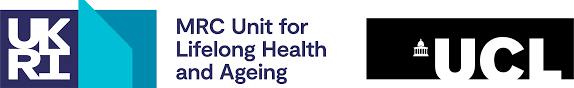 UK
RI
MRC Unit for
Lifelong Health
and Ageing
UCL